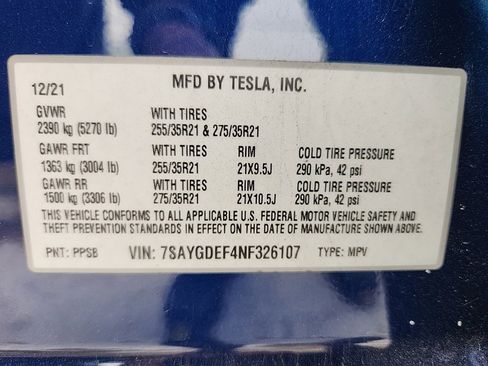 12/21 MFD BY TESLA, INC.
GVWR WITH TIRES
2390 kg (5270 lb) 255/35R21 & 275/35R21
GAWR FRT WITH TIRES RIM COLD TIRE PRESSURE
1363 kg (3004 lb) 255/35R21 21X9.5J 290 kPa, 42 psi
GAWR RR WITH TIRES RIM COLD TIRE PRESSURE
1500 kg (3306 lb) 275/35R21 21X10.5J 290 kPa, 42 psi
THIS VEHICLE CONFORMS TO ALL APPLICABLE U.S. FEDERAL MOTOR VEHICLE SAFETY AND
THEFT PREVENTION STANDARDS IN EFFECT ON THE DATE OF MANUFACTURE SHOWN ABOVE.
PNT: PPSB VIN: 7SAYGDEF4NF326107 TYPE: MPV